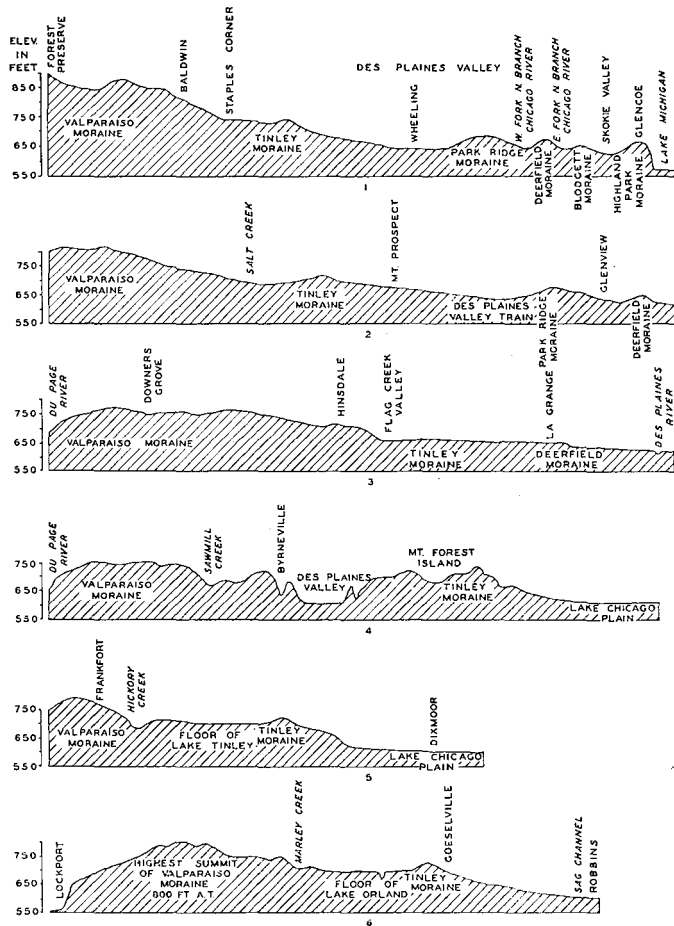 ELEV.
IN
FEET
FOREST
PRESERVE
BALDWIN
STAPLES CORNER
DES PLAINES VALLEY
WHEELING
W FORK N BRANCH
CHICAGO RIVER
E FORK N BRANCH
CHICAGO RIVER
SKOKIE VALLEY
GLENCOE
LAKE MICHIGAN
850
750
650
550
VALPARAISO
MORAINE
TINLEY
MORAINE
PARK RIDGE
MORAINE
DEERFIELD
MORAINE
BLODGETT
MORAINE
HIGHLAND
PARK
MORAINE
1
SALT CREEK
MT. PROSPECT
GLENVIEW
750
650
550
VALPARAISO
MORAINE
TINLEY
MORAINE
DES PLAINES
VALLEY TRAIN
PARK RIDGE
MORAINE
DEERFIELD
MORAINE
2
DU PAGE
RIVER
DOWNERS
GROVE
HINSDALE
FLAG CREEK
VALLEY
LA GRANGE
DES PLAINES
RIVER
750
650
550
VALPARAISO MORAINE
TINLEY
MORAINE
DEERFIELD
MORAINE
3
DU PAGE
RIVER
SAWMILL
CREEK
BYRNEVILLE
DES PLAINES
VALLEY
MT. FOREST
ISLAND
750
650
550
VALPARAISO
MORAINE
TINLEY
MORAINE
LAKE CHICAGO
PLAIN
4
FRANKFORT
HICKORY
CREEK
DIXMOOR
750
650
550
VALPARAISO
MORAINE
FLOOR OF
LAKE TINLEY
TINLEY
MORAINE
LAKE CHICAGO
PLAIN
5
LOCKPORT
MARLEY CREEK
GOESELVILLE
SAG CHANNEL
ROBBINS
750
650
550
HIGHEST SUMMIT
OF VALPARAISO
MORAINE
800 FT A.T.
FLOOR OF
LAKE ORLAND
TINLEY
MORAINE
6